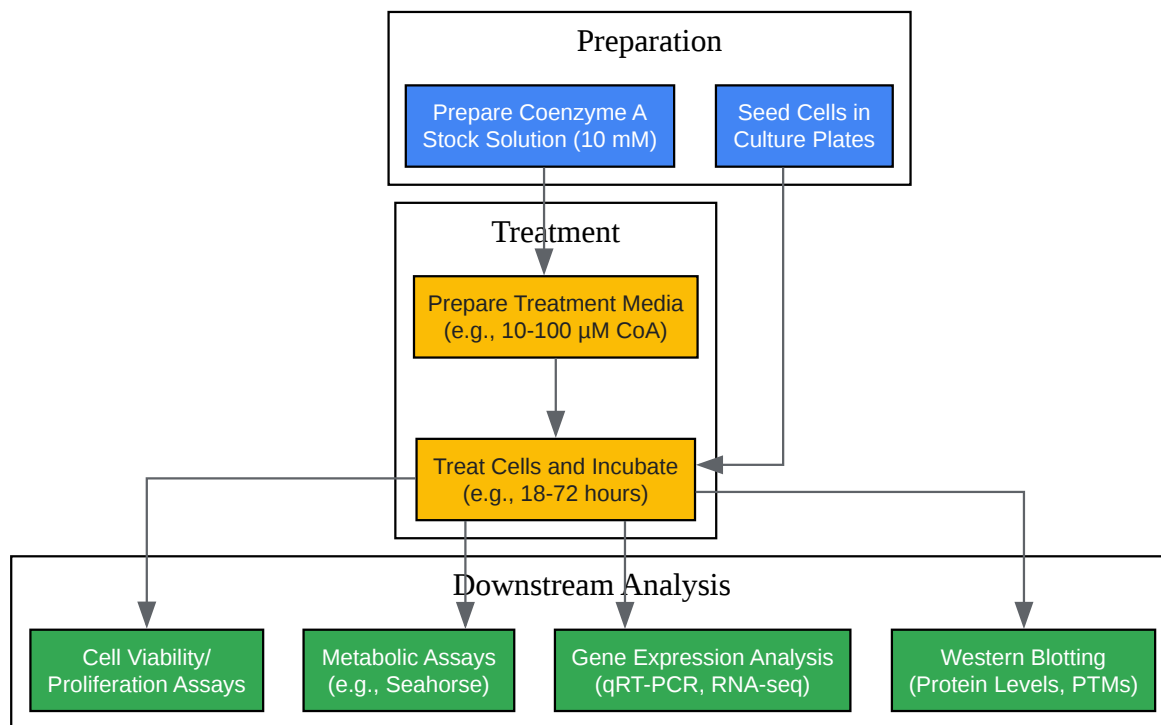 Preparation
Prepare Coenzyme A
Stock Solution (10 mM)
Seed Cells in
Culture Plates
Treatment
Prepare Treatment Media
(e.g., 10-100 µM CoA)
Treat Cells and Incubate
(e.g., 18-72 hours)
Downstream Analysis
Cell Viability/
Proliferation Assays
Metabolic Assays
(e.g., Seahorse)
Gene Expression Analysis
(qRT-PCR, RNA-seq)
Western Blotting
(Protein Levels, PTMs)